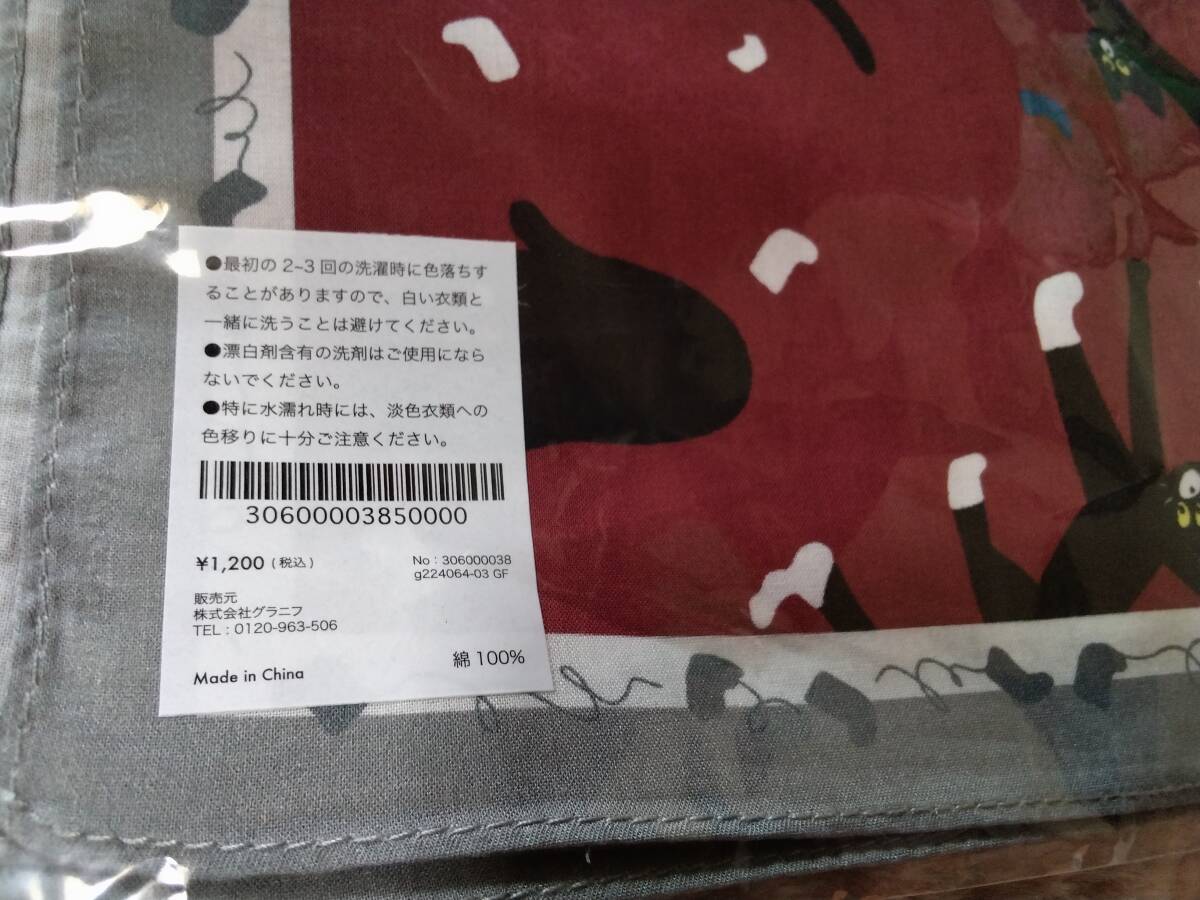 ●最初の2~3回の洗濯時に色落ちす
ることがありますので、白い衣類と
一緒に洗うことは避けてください。
●漂白剤含有の洗剤はご使用になら
ないでください。
●特に水濡れ時には、淡色衣類への
色移りに十分ご注意ください。
30600003850000
¥1,200(税込)
No:306000038
g224064-03 GF
販売元
株式会社グラニフ
TEL:0120-963-506
綿100%
Made in China